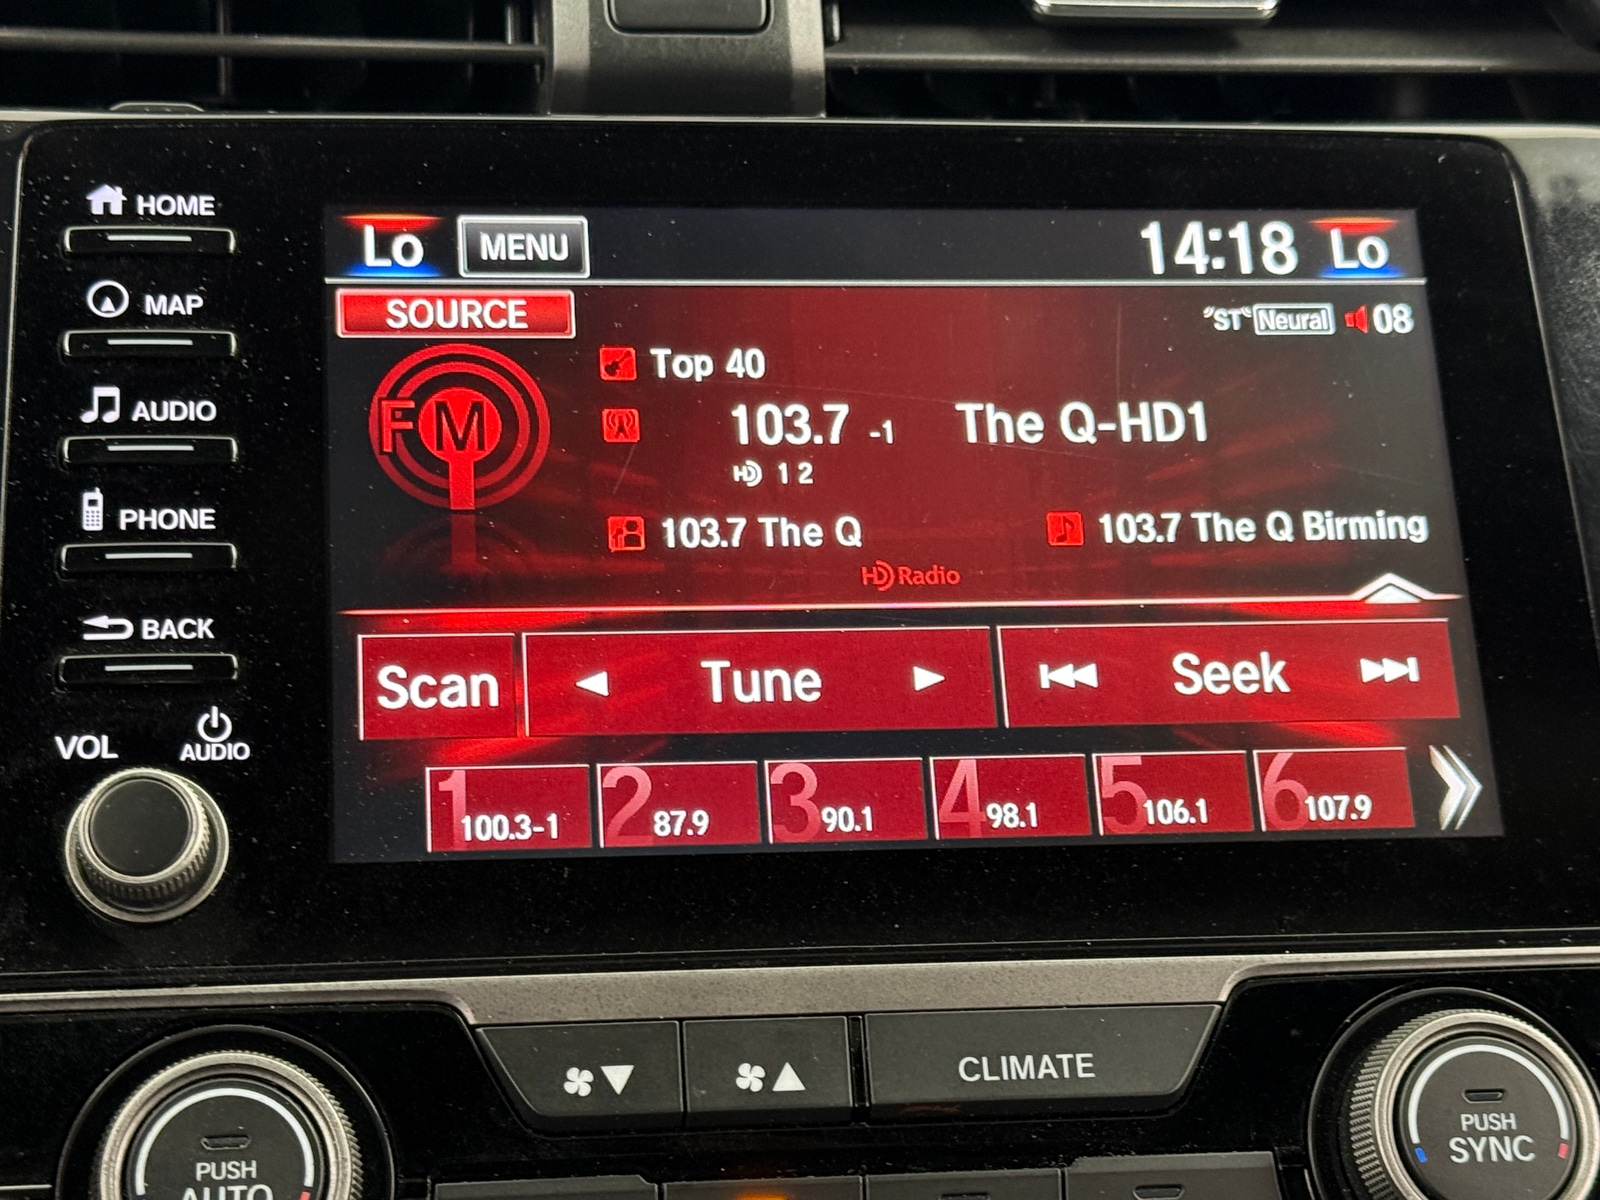 HOME
MAP
AUDIO
PHONE
BACK
VOL
AUDIO
Lo MENU 14:18 Lo
SOURCE "ST" Neural 08
FM
Top 40
103.7 -1 The Q-HD1
HD 1 2
103.7 The Q 103.7 The Q Birming
HD Radio
Scan Tune Seek
1 100.3-1 2 87.9 3 90.1 4 98.1 5 106.1 6 107.9
CLIMATE
PUSH
AUTO
PUSH
SYNC